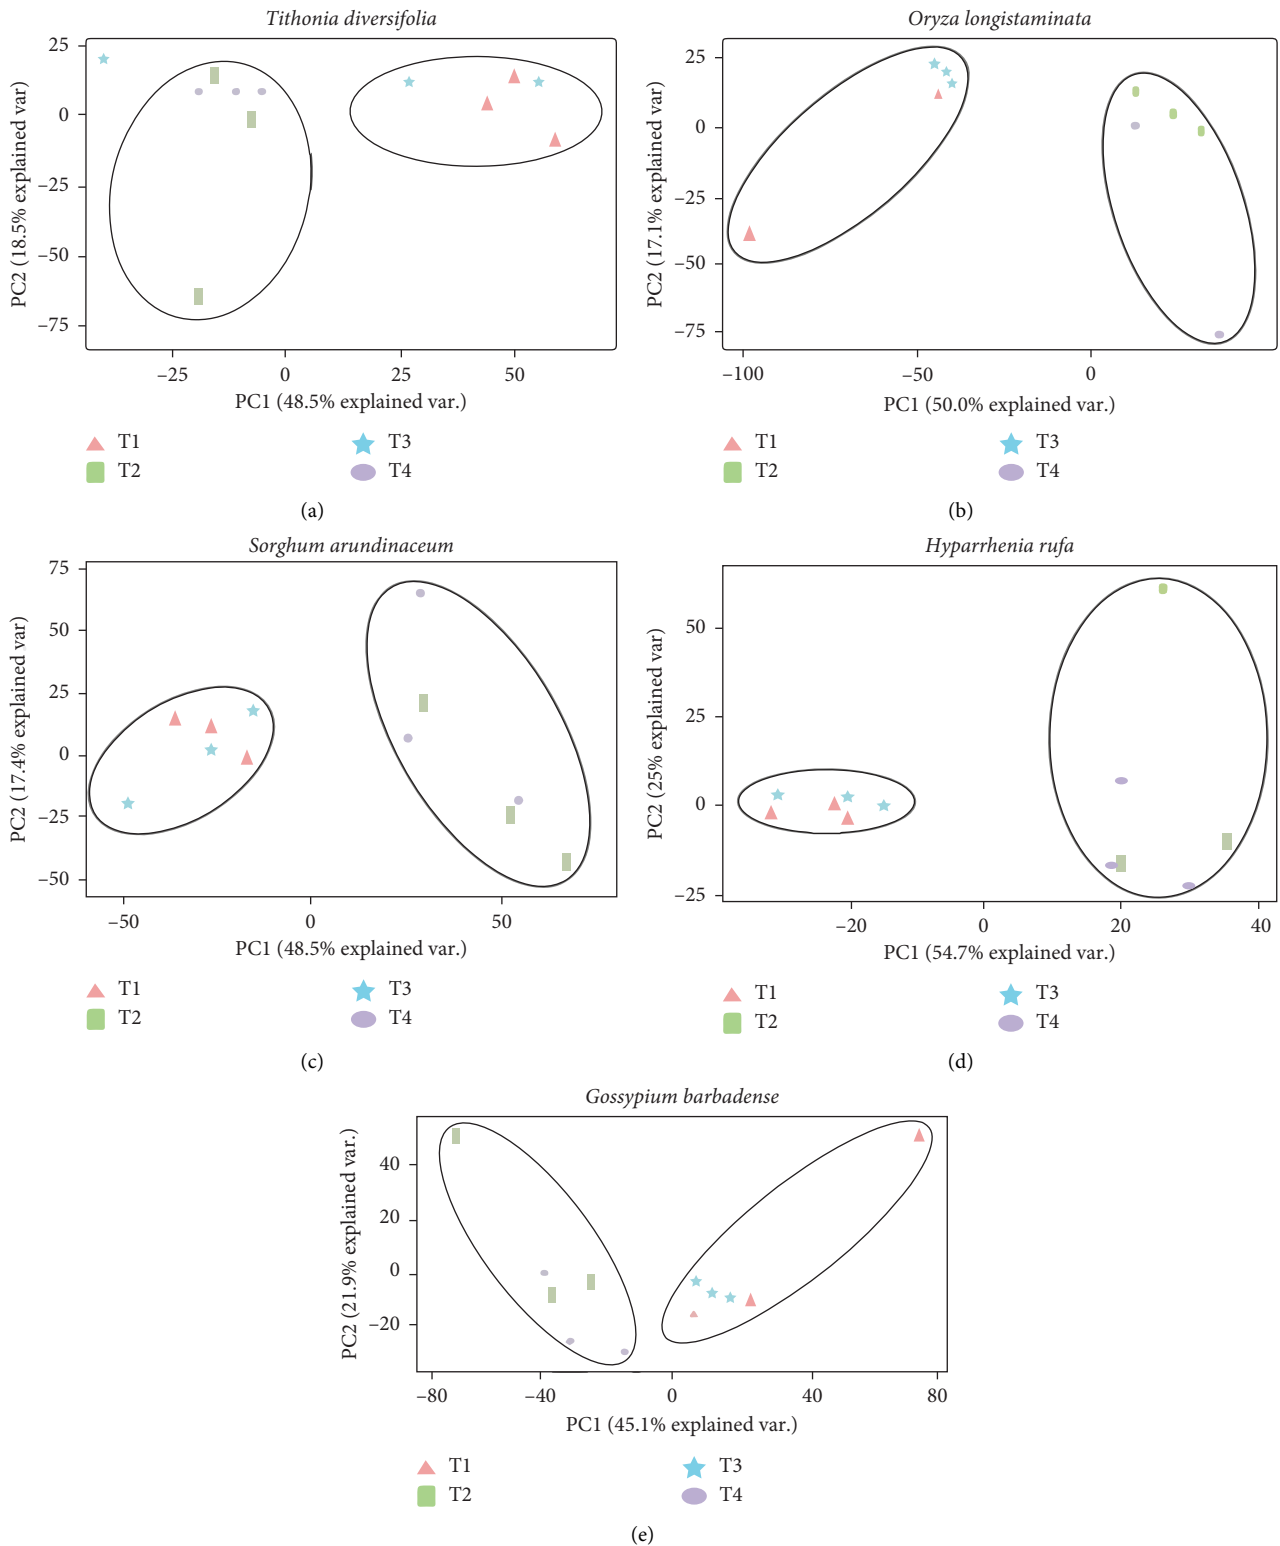 Tithonia diversifolia
PC2 (18.5% explained var)
25
0
–25
–50
–75
–25 0 25 50
PC1 (48.5% explained var.)
T1 T3
T2 T4
(a)
Oryza longistaminata
PC2 (17.1% explained var)
25
0
–25
–50
–75
–100 –50 0
PC1 (50.0% explained var.)
T1 T3
T2 T4
(b)
Sorghum arundinaceum
PC2 (17.4% explained var)
75
50
25
0
–25
–50
–50 0 50
PC1 (48.5% explained var.)
T1 T3
T2 T4
(c)
Hyparrhenia rufa
PC2 (25% explained var)
50
25
0
–25
–20 0 20 40
PC1 (54.7% explained var.)
T1 T3
T2 T4
(d)
Gossypium barbadense
PC2 (21.9% explained var.)
40
20
0
–20
–80 –40 0 40 80
PC1 (45.1% explained var.)
T1 T3
T2 T4
(e)